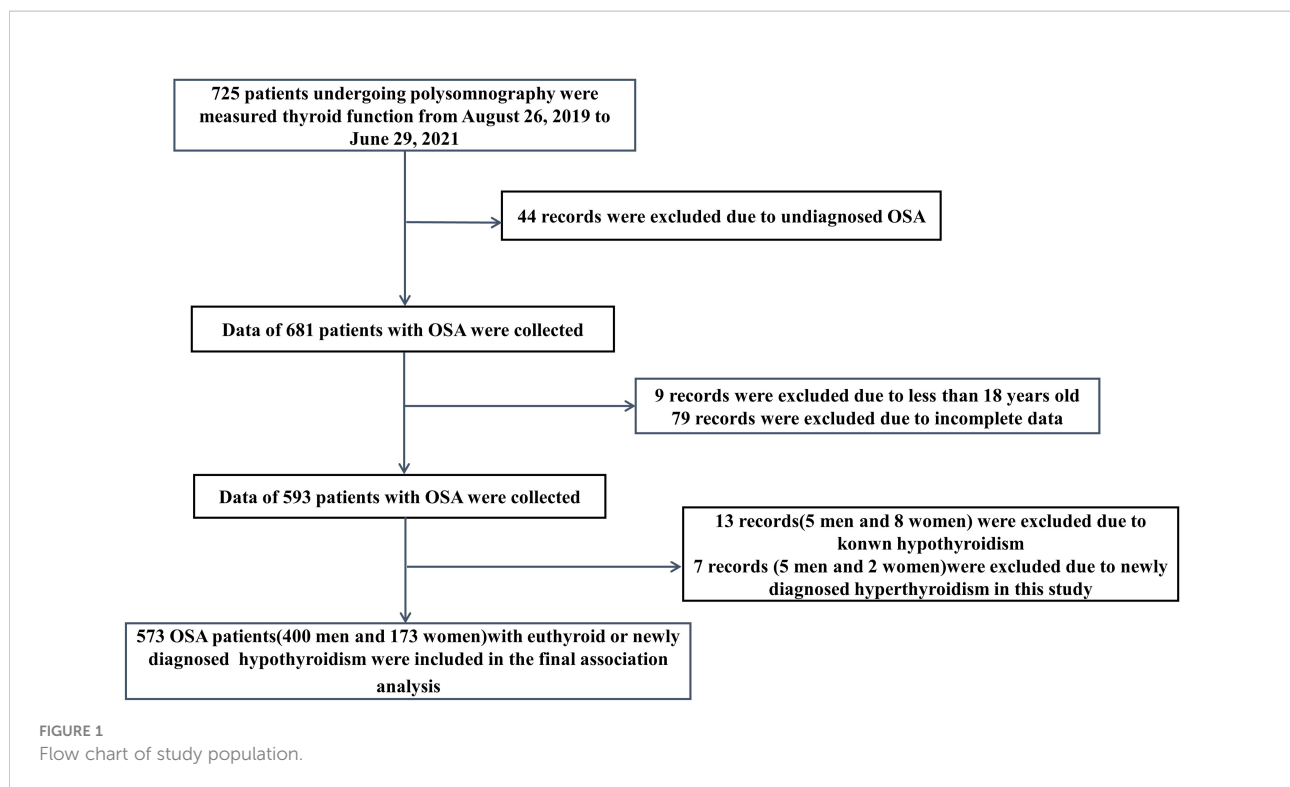 725 patients undergoing polysomnography were
measured thyroid function from August 26, 2019 to
June 29, 2021
44 records were excluded due to undiagnosed OSA
Data of 681 patients with OSA were collected
9 records were excluded due to less than 18 years old
79 records were excluded due to incomplete data
Data of 593 patients with OSA were collected
13 records(5 men and 8 women) were excluded due to
konwn hypothyroidism
7 records (5 men and 2 women)were excluded due to newly
diagnosed hyperthyroidism in this study
573 OSA patients(400 men and 173 women)with euthyroid or newly
diagnosed hypothyroidism were included in the final association
analysis
FIGURE 1
Flow chart of study population.